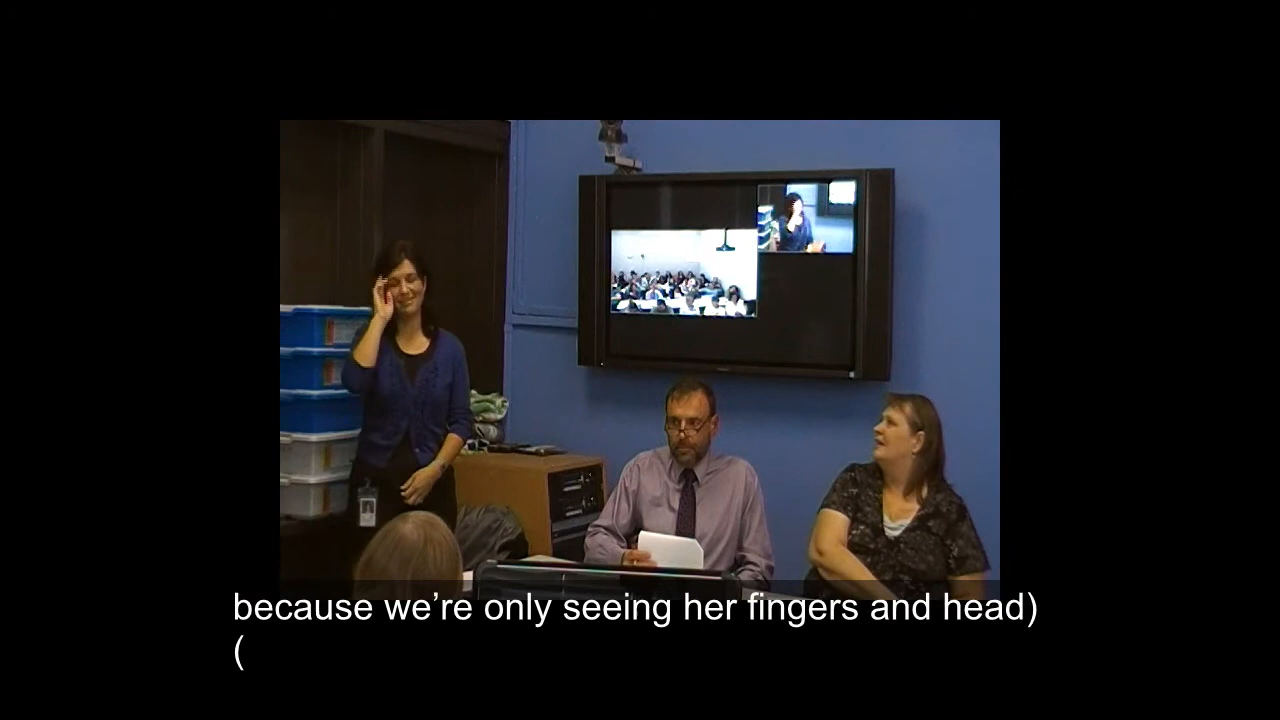 because we’re only seeing her fingers and head)
(